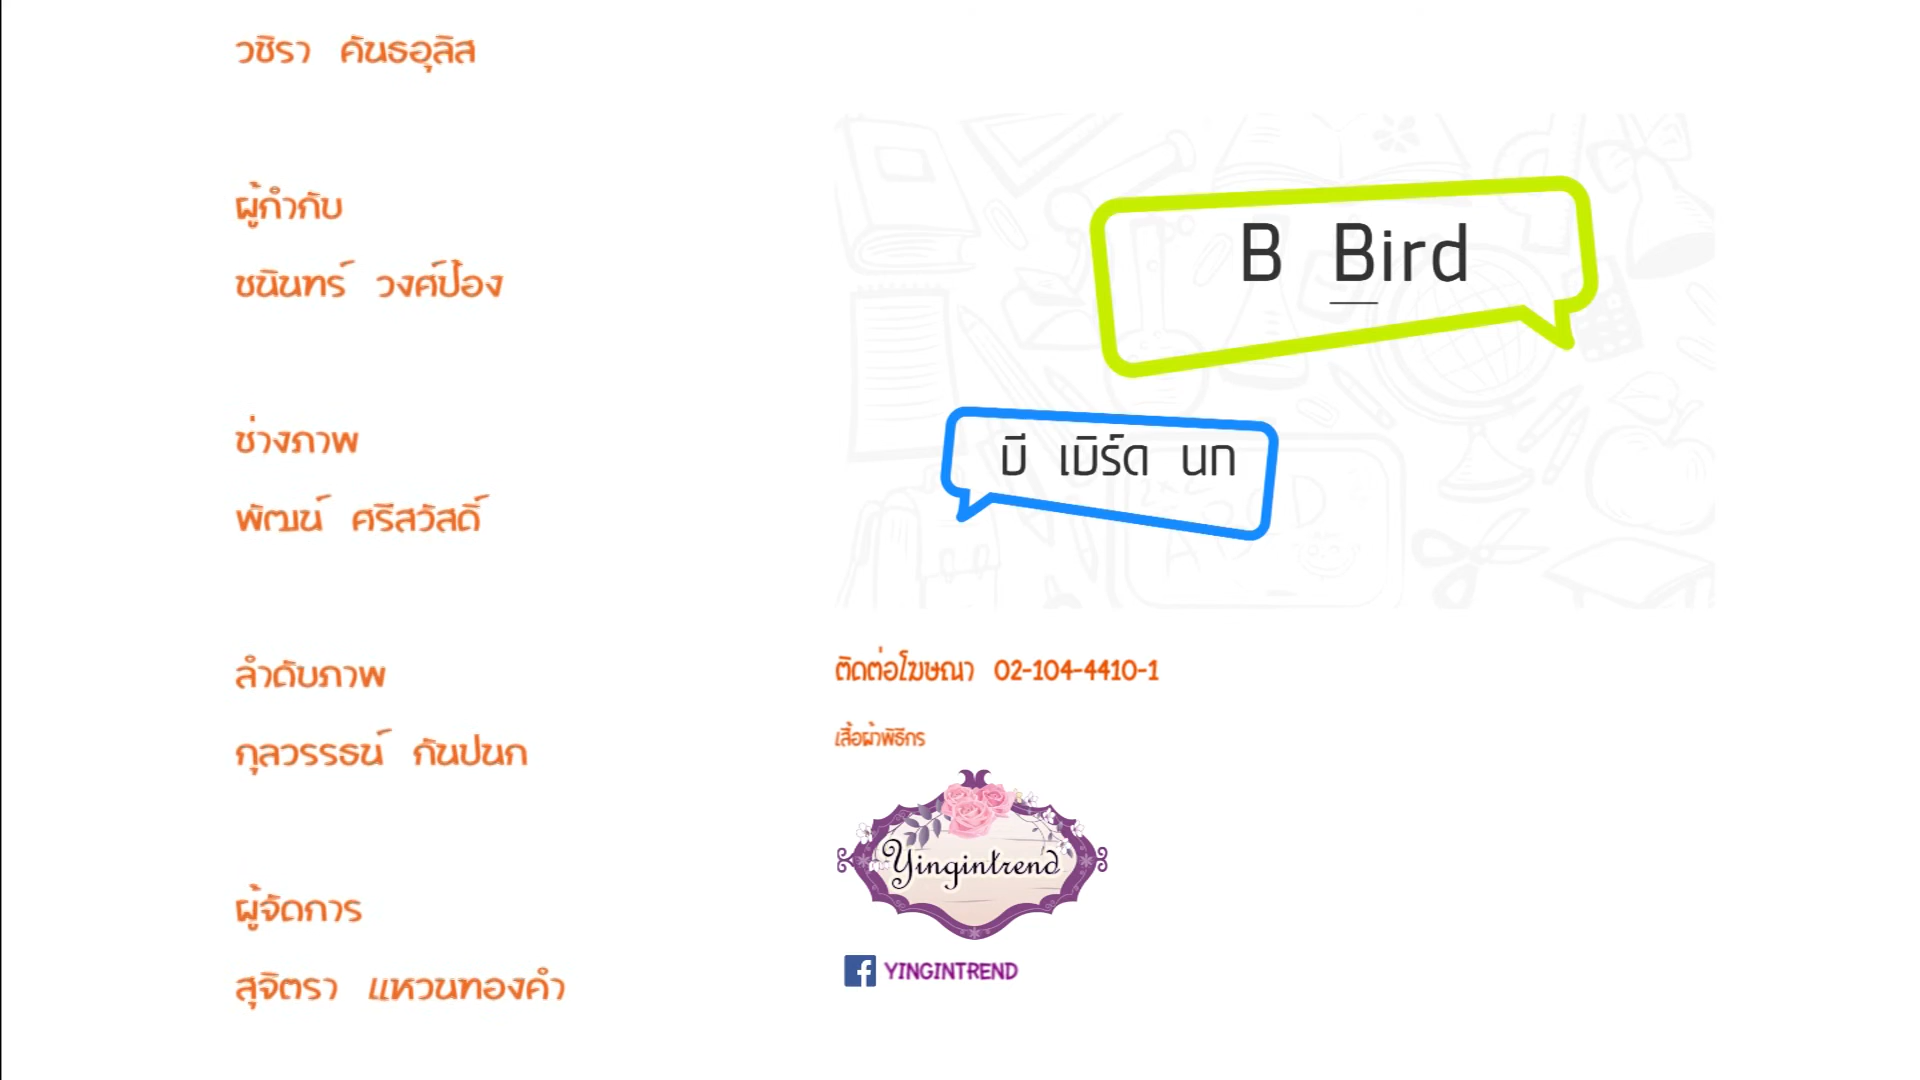 วชิรา คันธอุลิส
ผู้กำกับ
ชนินทร์ วงศ์ป้อง
ช่างภาพ
พัฒน์ ศรีสวัสดิ์
ลำดับภาพ
กุลวรรธน์ กันปนก
ผู้จัดการ
สุจิตรา แหวนทองคำ
B Bird
บี เบิร์ด นก
ติดต่อโฆษณา 02-104-4410-1
เสื้อผ้าพิธีกร
Yingintrend
YINGINTREND